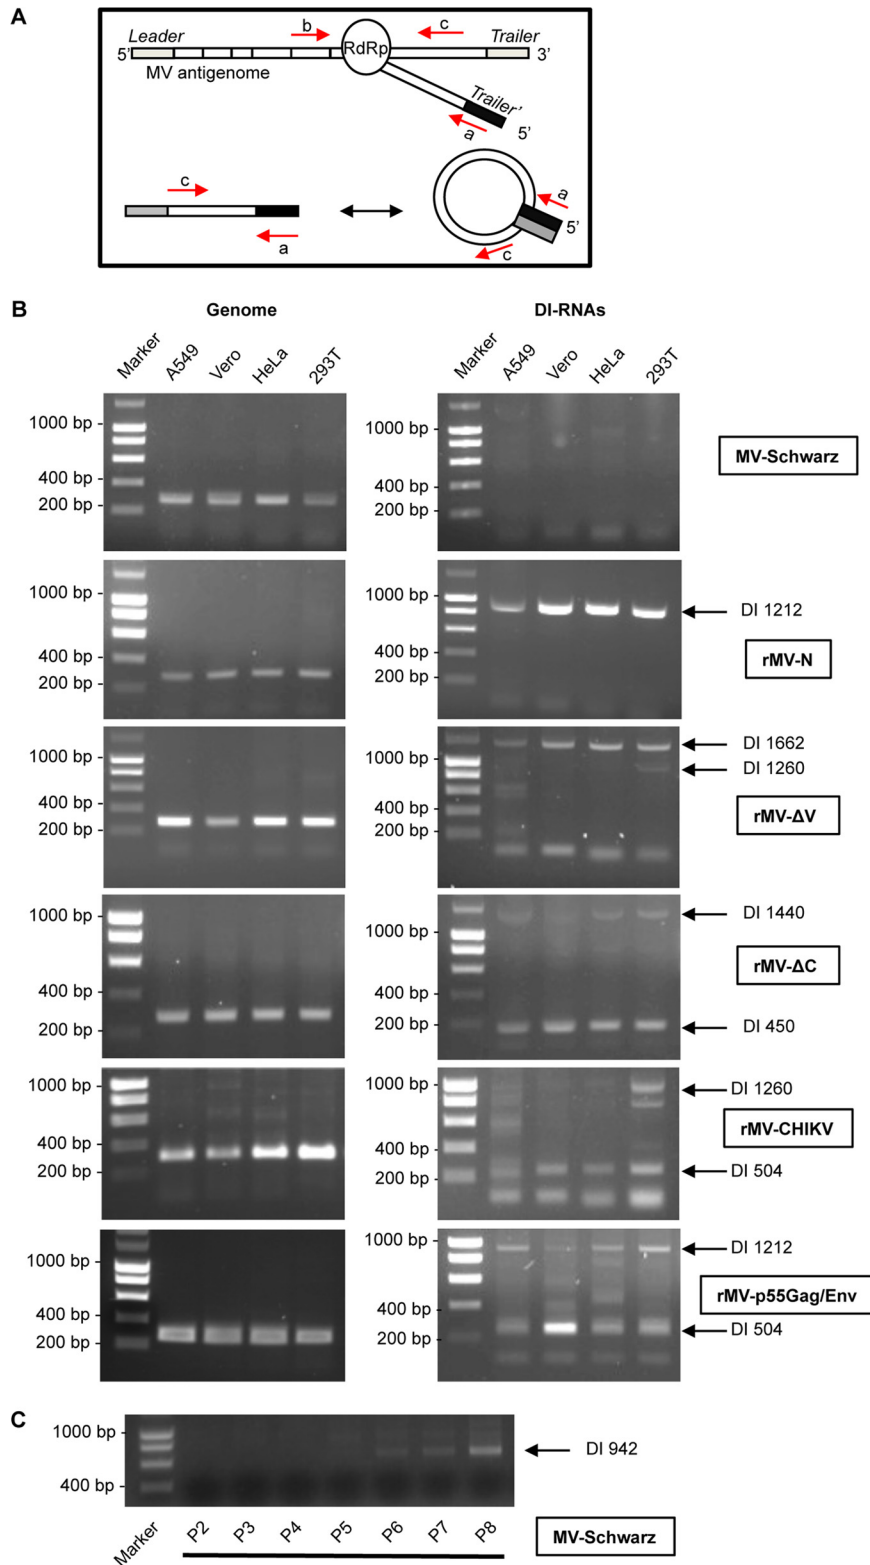 A
b
c
Leader
Trailer
5’
RdRp
3’
MV antigenome
Trailer’
a
5’
c
a
a
5’
c
B
Genome
DI-RNAs
Marker
A549
Vero
HeLa
293T
Marker
A549
Vero
HeLa
293T
1000 bp -
400 bp -
200 bp -
1000 bp -
400 bp -
200 bp -
MV-Schwarz
1000 bp -
400 bp -
200 bp -
1000 bp -
400 bp -
200 bp -
DI 1212
rMV-N
1000 bp -
400 bp -
200 bp -
1000 bp -
400 bp -
200 bp -
DI 1662
DI 1260
rMV-ΔV
1000 bp -
400 bp -
200 bp -
1000 bp -
400 bp -
200 bp -
DI 1440
rMV-ΔC
DI 450
1000 bp -
400 bp -
200 bp -
1000 bp -
400 bp -
200 bp -
DI 1260
rMV-CHIKV
DI 504
1000 bp -
400 bp -
200 bp -
1000 bp -
400 bp -
200 bp -
DI 1212
rMV-p55Gag/Env
DI 504
C
1000 bp -
400 bp -
DI 942
Marker
P2
P3
P4
P5
P6
P7
P8
MV-Schwarz